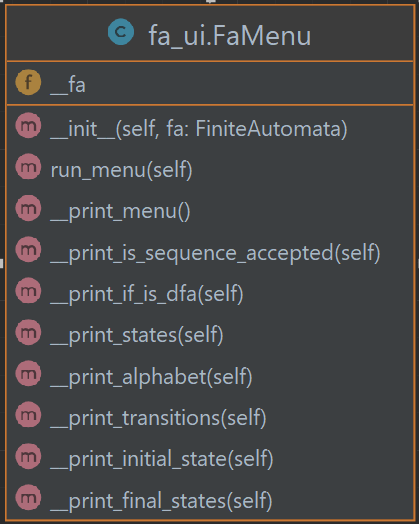 C fa_ui.FaMenu
f __fa
m __init__(self, fa: FiniteAutomata)
m run_menu(self)
m __print_menu()
m __print_is_sequence_accepted(self)
m __print_if_is_dfa(self)
m __print_states(self)
m __print_alphabet(self)
m __print_transitions(self)
m __print_initial_state(self)
m __print_final_states(self)